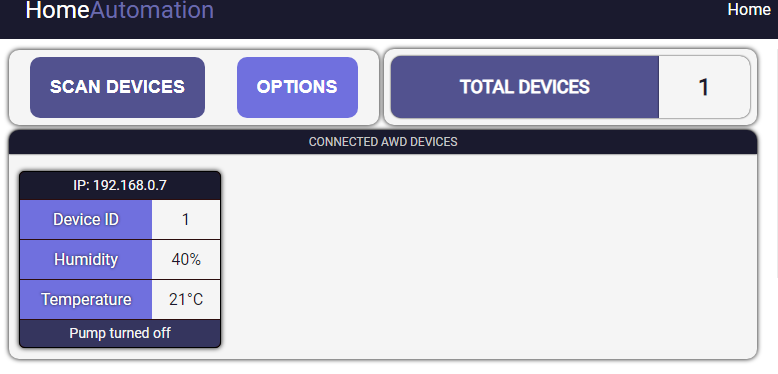 HomeAutomation Home
SCAN DEVICES OPTIONS TOTAL DEVICES 1
CONNECTED AWD DEVICES
IP: 192.168.0.7
Device ID 1
Humidity 40%
Temperature 21°C
Pump turned off